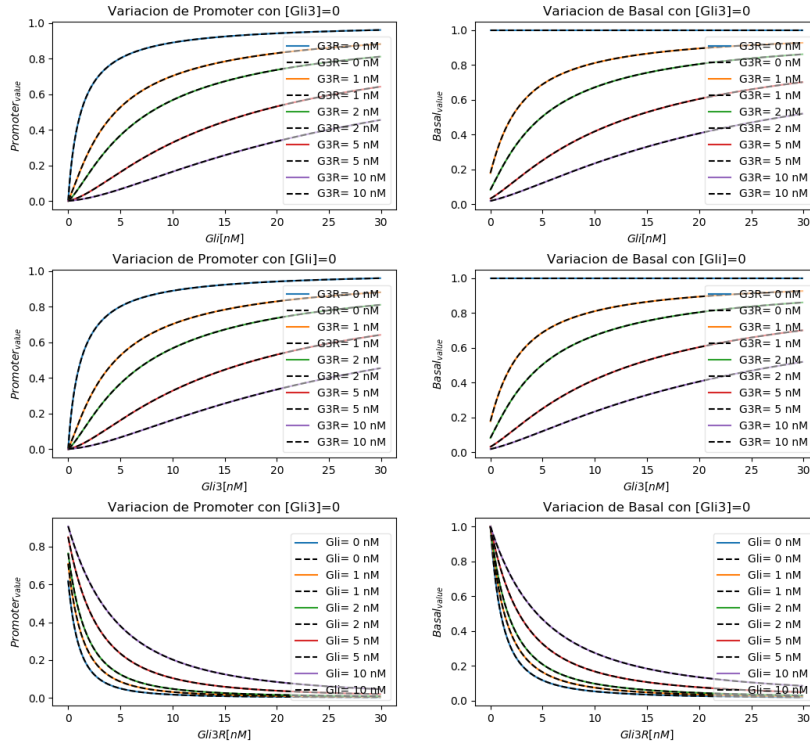 Variacion de Promoter con [Gli3]=0
1.0
0.8
0.6
0.4
0.2
0.0
Promoter_value
0 5 10 15 20 25 30
Gli[nM]
G3R= 0 nM
G3R= 0 nM
G3R= 1 nM
G3R= 1 nM
G3R= 2 nM
G3R= 2 nM
G3R= 5 nM
G3R= 5 nM
G3R= 10 nM
G3R= 10 nM
Variacion de Basal con [Gli3]=0
1.0
0.8
0.6
0.4
0.2
0.0
Basal_value
0 5 10 15 20 25 30
Gli[nM]
G3R= 0 nM
G3R= 0 nM
G3R= 1 nM
G3R= 1 nM
G3R= 2 nM
G3R= 2 nM
G3R= 5 nM
G3R= 5 nM
G3R= 10 nM
G3R= 10 nM
Variacion de Promoter con [Gli]=0
1.0
0.8
0.6
0.4
0.2
0.0
Promoter_value
0 5 10 15 20 25 30
Gli3[nM]
G3R= 0 nM
G3R= 0 nM
G3R= 1 nM
G3R= 1 nM
G3R= 2 nM
G3R= 2 nM
G3R= 5 nM
G3R= 5 nM
G3R= 10 nM
G3R= 10 nM
Variacion de Basal con [Gli]=0
1.0
0.8
0.6
0.4
0.2
0.0
Basal_value
0 5 10 15 20 25 30
Gli3[nM]
G3R= 0 nM
G3R= 0 nM
G3R= 1 nM
G3R= 1 nM
G3R= 2 nM
G3R= 2 nM
G3R= 5 nM
G3R= 5 nM
G3R= 10 nM
G3R= 10 nM
Variacion de Promoter con [Gli3]=0
0.8
0.6
0.4
0.2
0.0
Promoter_value
0 5 10 15 20 25 30
Gli3R[nM]
Gli= 0 nM
Gli= 0 nM
Gli= 1 nM
Gli= 1 nM
Gli= 2 nM
Gli= 2 nM
Gli= 5 nM
Gli= 5 nM
Gli= 10 nM
Gli= 10 nM
Variacion de Basal con [Gli3]=0
1.0
0.8
0.6
0.4
0.2
0.0
Basal_value
0 5 10 15 20 25 30
Gli3R[nM]
Gli= 0 nM
Gli= 0 nM
Gli= 1 nM
Gli= 1 nM
Gli= 2 nM
Gli= 2 nM
Gli= 5 nM
Gli= 5 nM
Gli= 10 nM
Gli= 10 nM